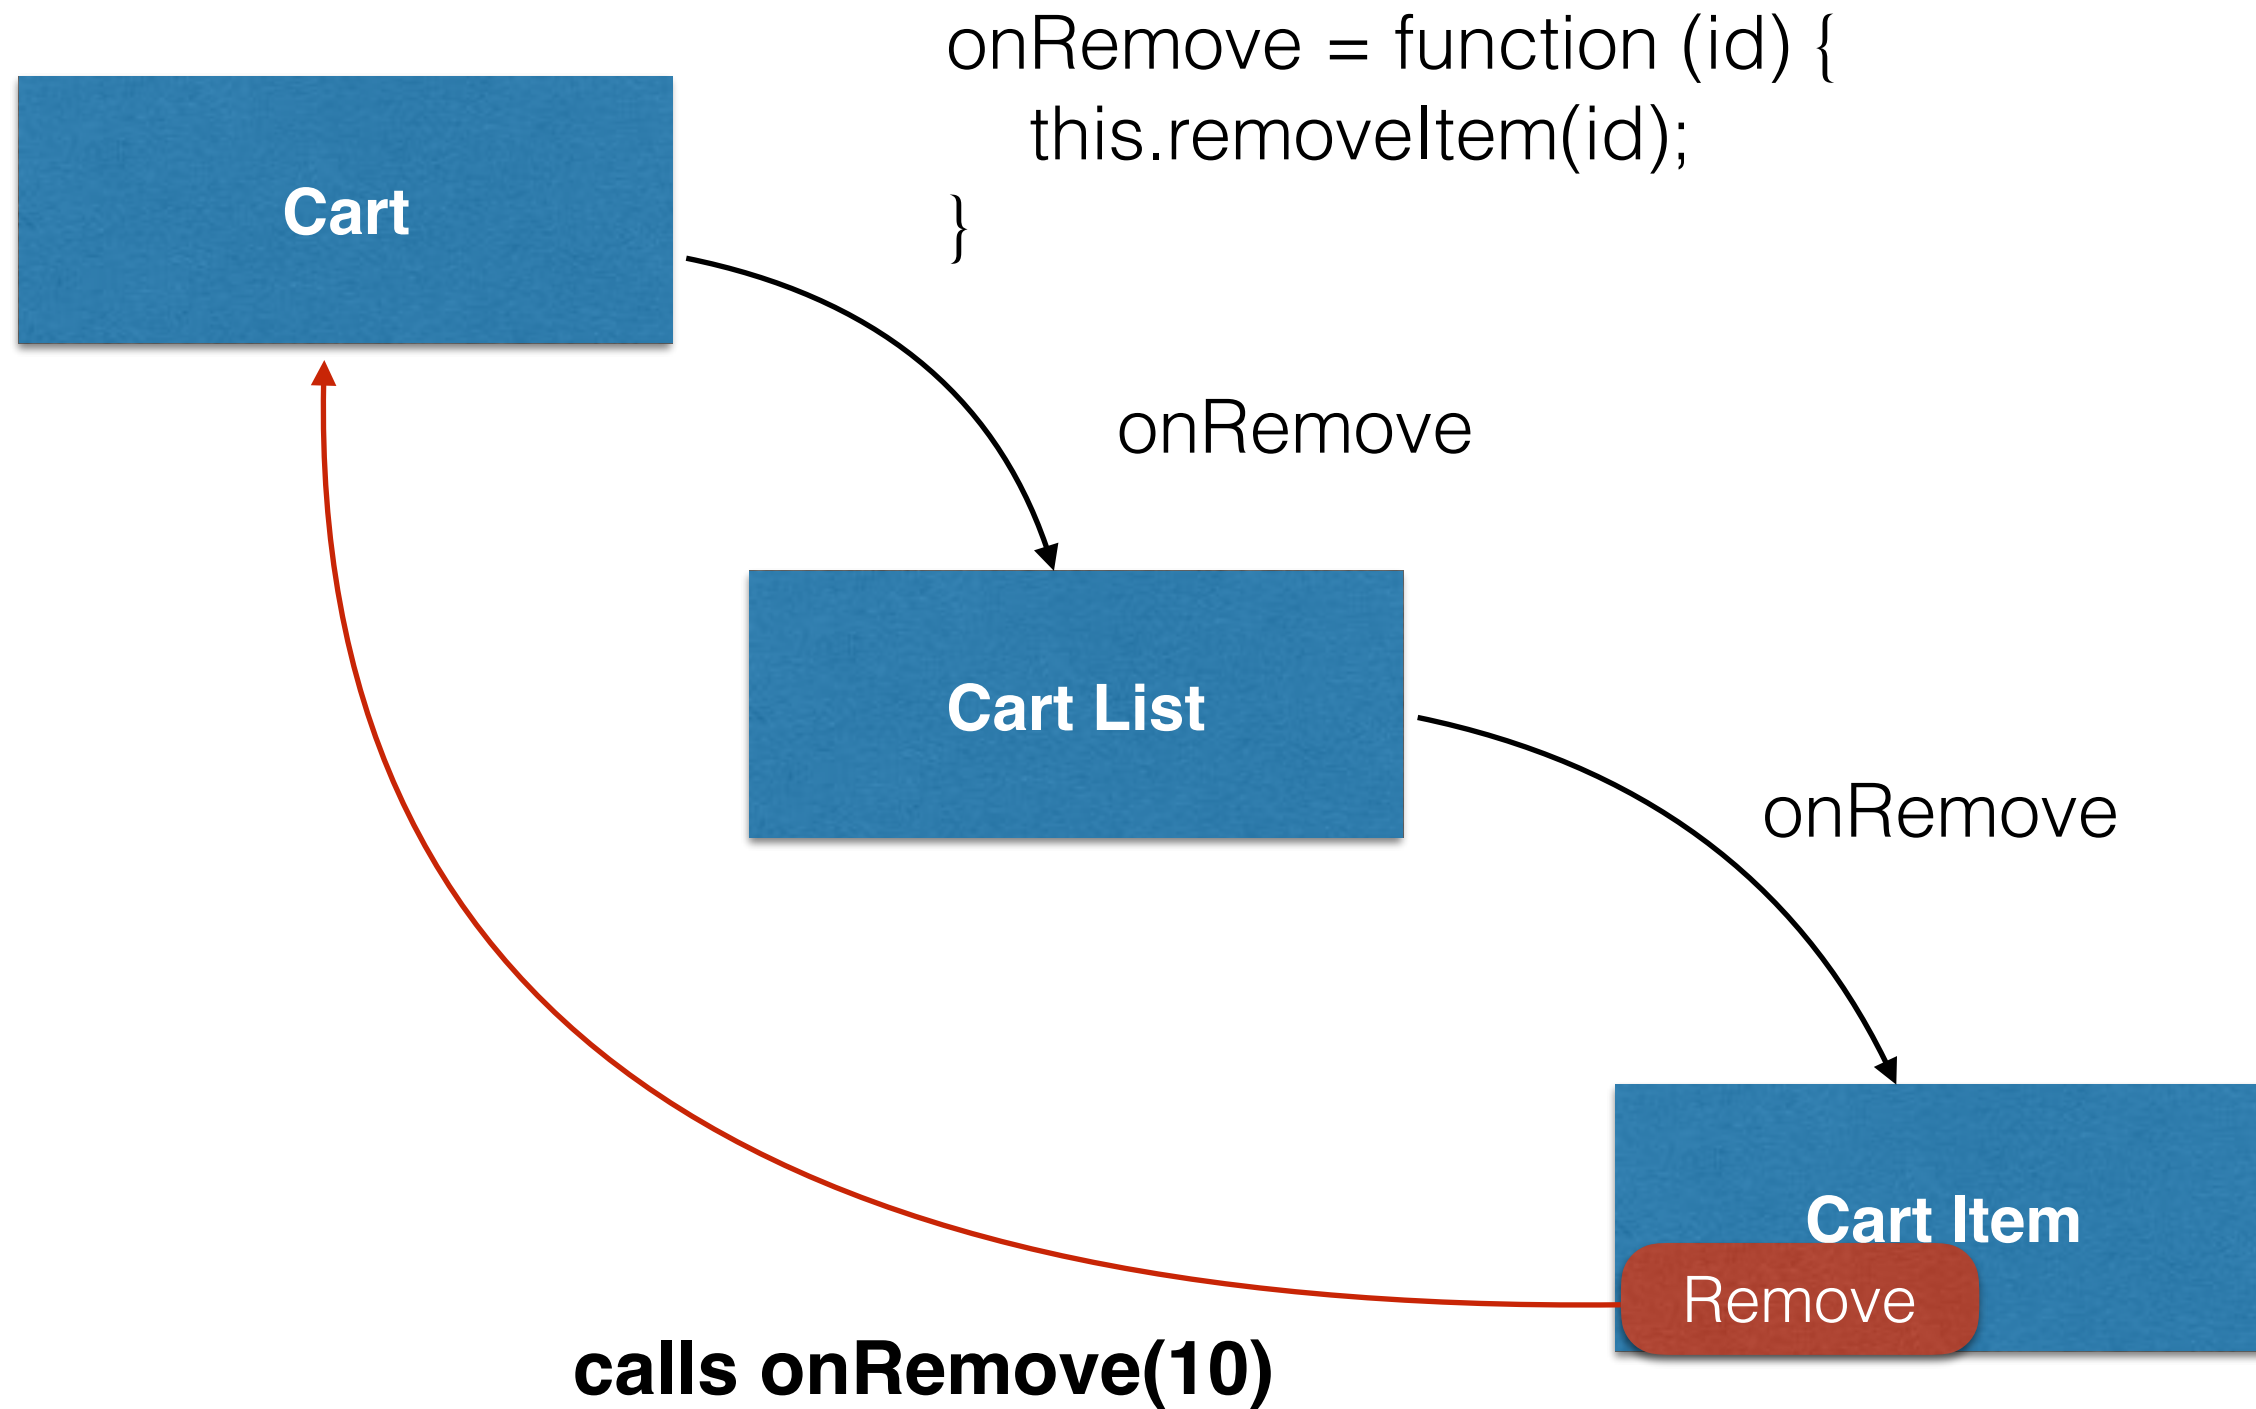 onRemove = function (id) {
this.removeItem(id);
}
Cart
onRemove
Cart List
onRemove
Cart Item
Remove
calls onRemove(10)